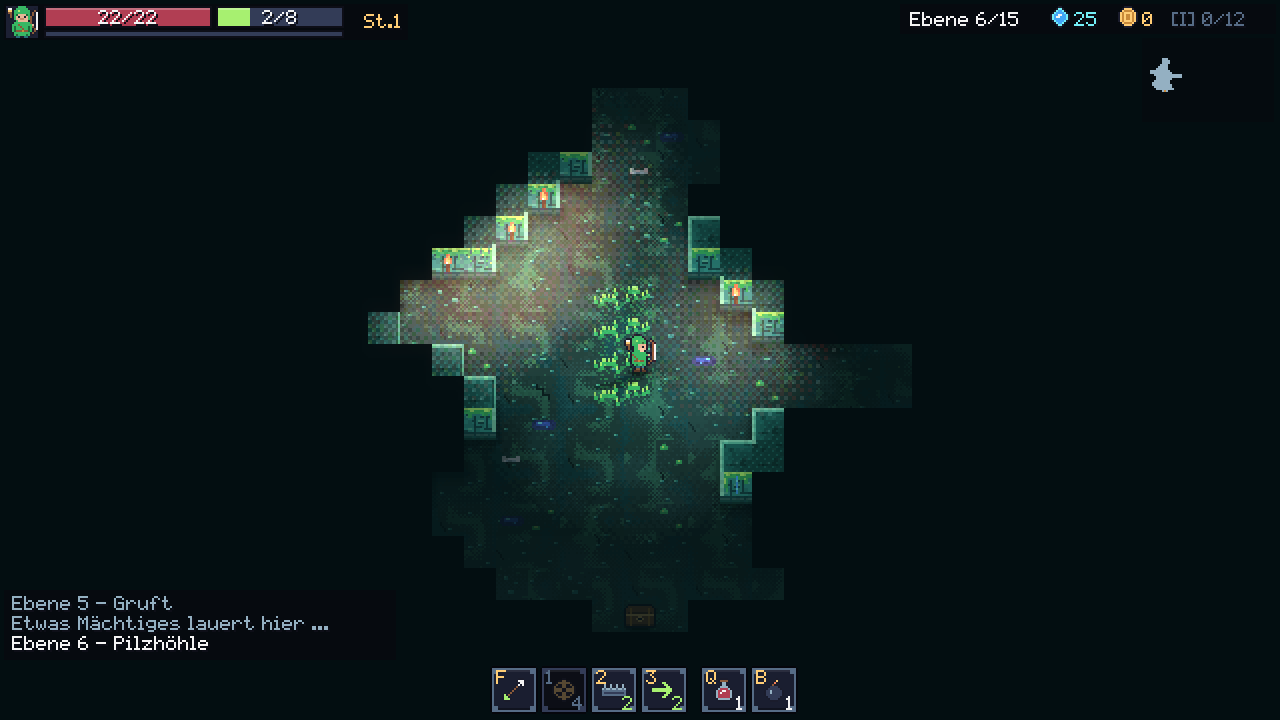 22/22
2/8
St.1
Ebene 6/15
25
0
[I] 0/12
Ebene 5 - Gruft
Etwas Mächtiges lauert hier ...
Ebene 6 - Pilzhöhle
F
1
4
2
2
3
2
Q
1
B
1